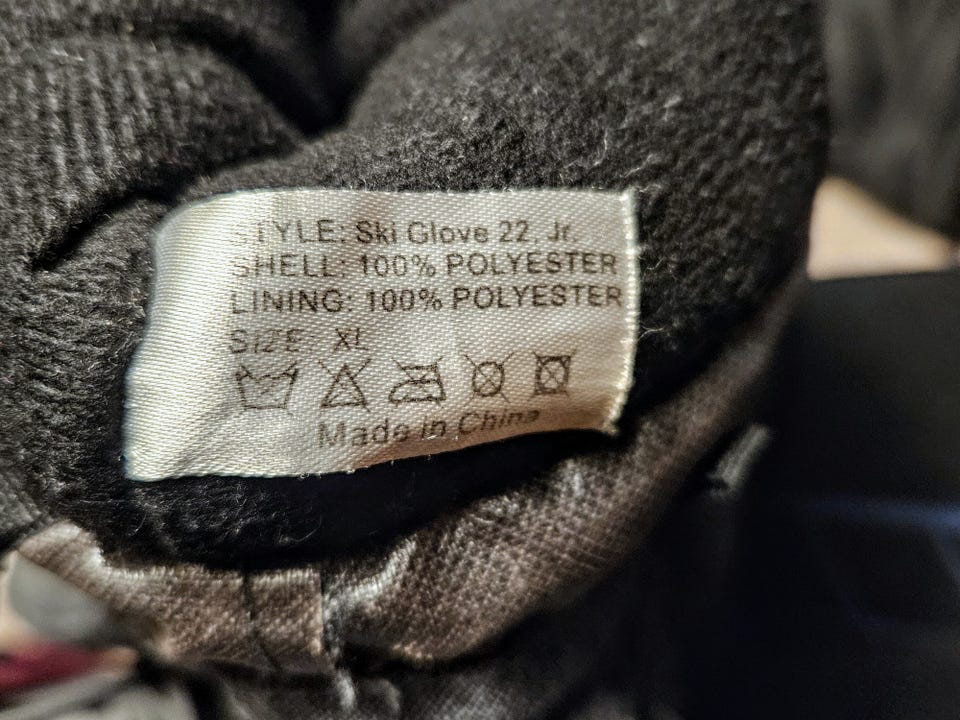 STYLE: Ski Glove 22. Jr.
SHELL: 100% POLYESTER
LINING: 100% POLYESTER
SIZE XL
Made in China